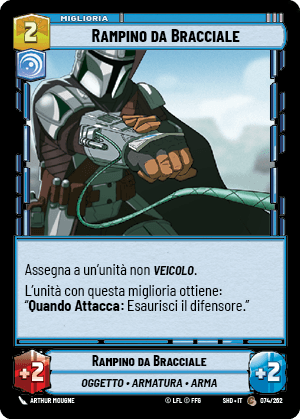 2
MIGLIORIA
RAMPINO DA BRACCIALE
Assegna a un’unità non VEICOLO.
L’unità con questa miglioria ottiene:
“Quando Attacca: Esaurisci il difensore.”
+2
RAMPINO DA BRACCIALE
+2
OGGETTO • ARMATURA • ARMA
ARTHUR MOUGNE
© LFL © FFG
SHD • IT
074/262